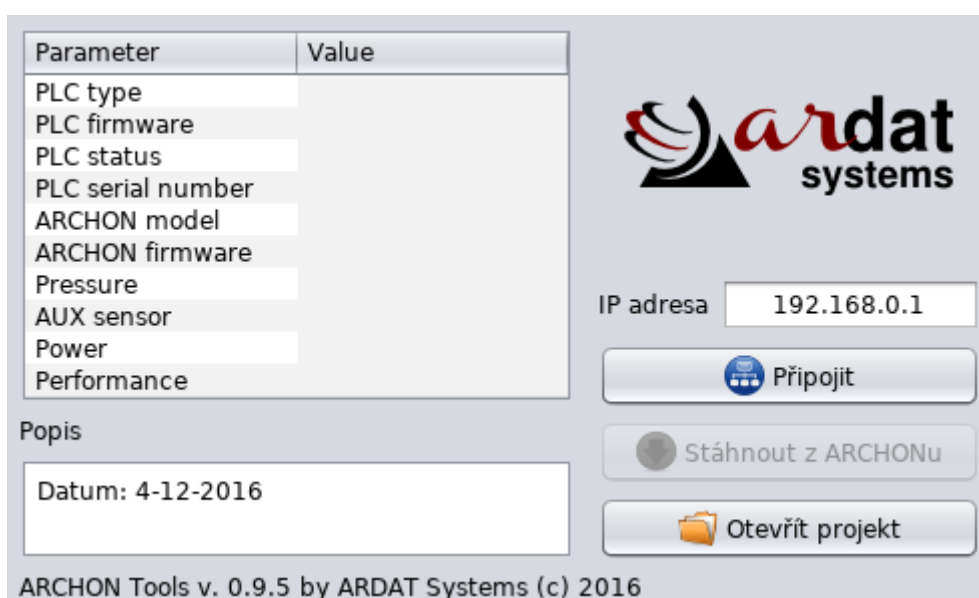 Parameter Value
PLC type
PLC firmware
PLC status
PLC serial number
ARCHON model
ARCHON firmware
Pressure
AUX sensor
Power
Performance
Popis
Datum: 4-12-2016
ardat
systems
IP adresa 192.168.0.1
Připojit
Stáhnout z ARCHONu
Otevřít projekt
ARCHON Tools v. 0.9.5 by ARDAT Systems (c) 2016